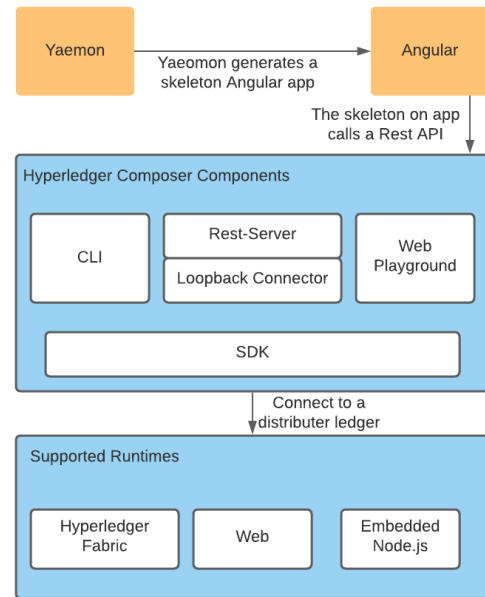 Yaemon
Angular
Yaeomon generates a
skeleton Angular app
The skeleton on app
calls a Rest API
Hyperledger Composer Components
CLI
Rest-Server
Loopback Connector
Web
Playground
SDK
Connect to a
distributer ledger
Supported Runtimes
Hyperledger
Fabric
Web
Embedded
Node.js